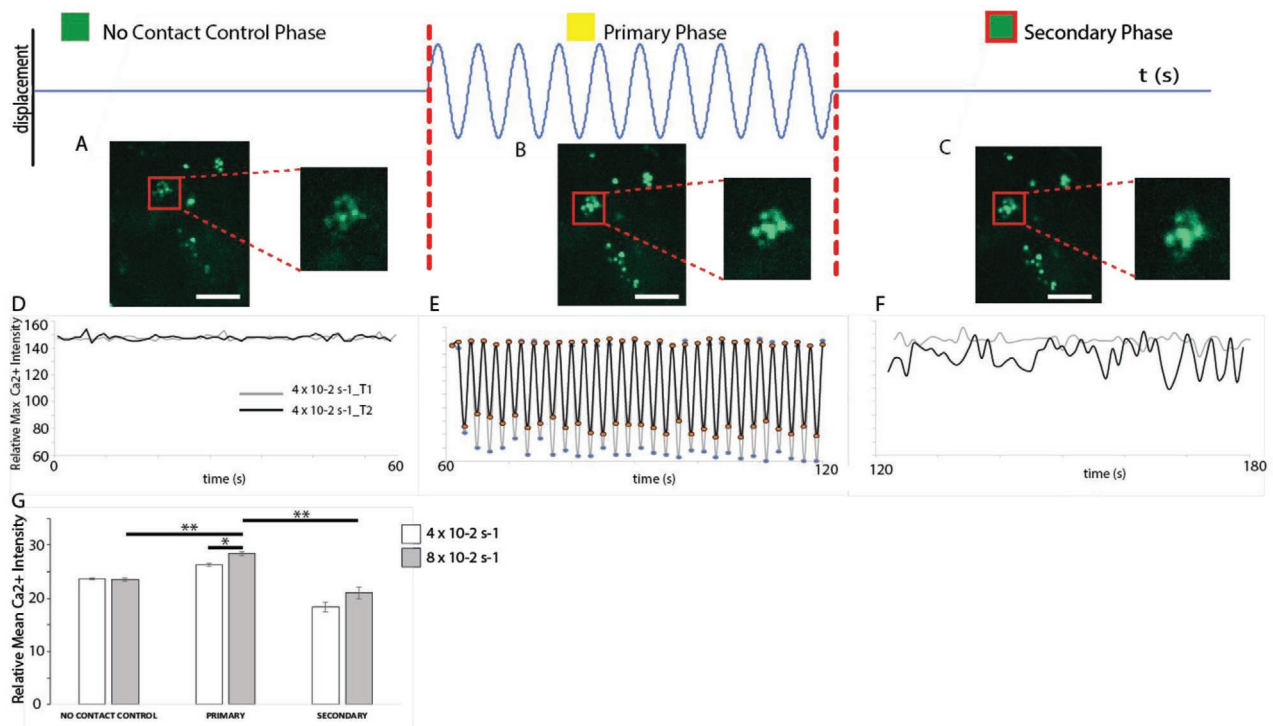 No Contact Control Phase
Primary Phase
Secondary Phase
displacement
t (s)
A
B
C
D
E
F
Relative Max Ca2+ Intensity
160
140
120
100
80
60
4 x 10-2 s-1_T1
4 x 10-2 s-1_T2
0
60
time (s)
60
120
time (s)
120
180
time (s)
G
Relative Mean Ca2+ Intensity
30
20
10
0
**
**
*
4 x 10-2 s-1
8 x 10-2 s-1
NO CONTACT CONTROL
PRIMARY
SECONDARY